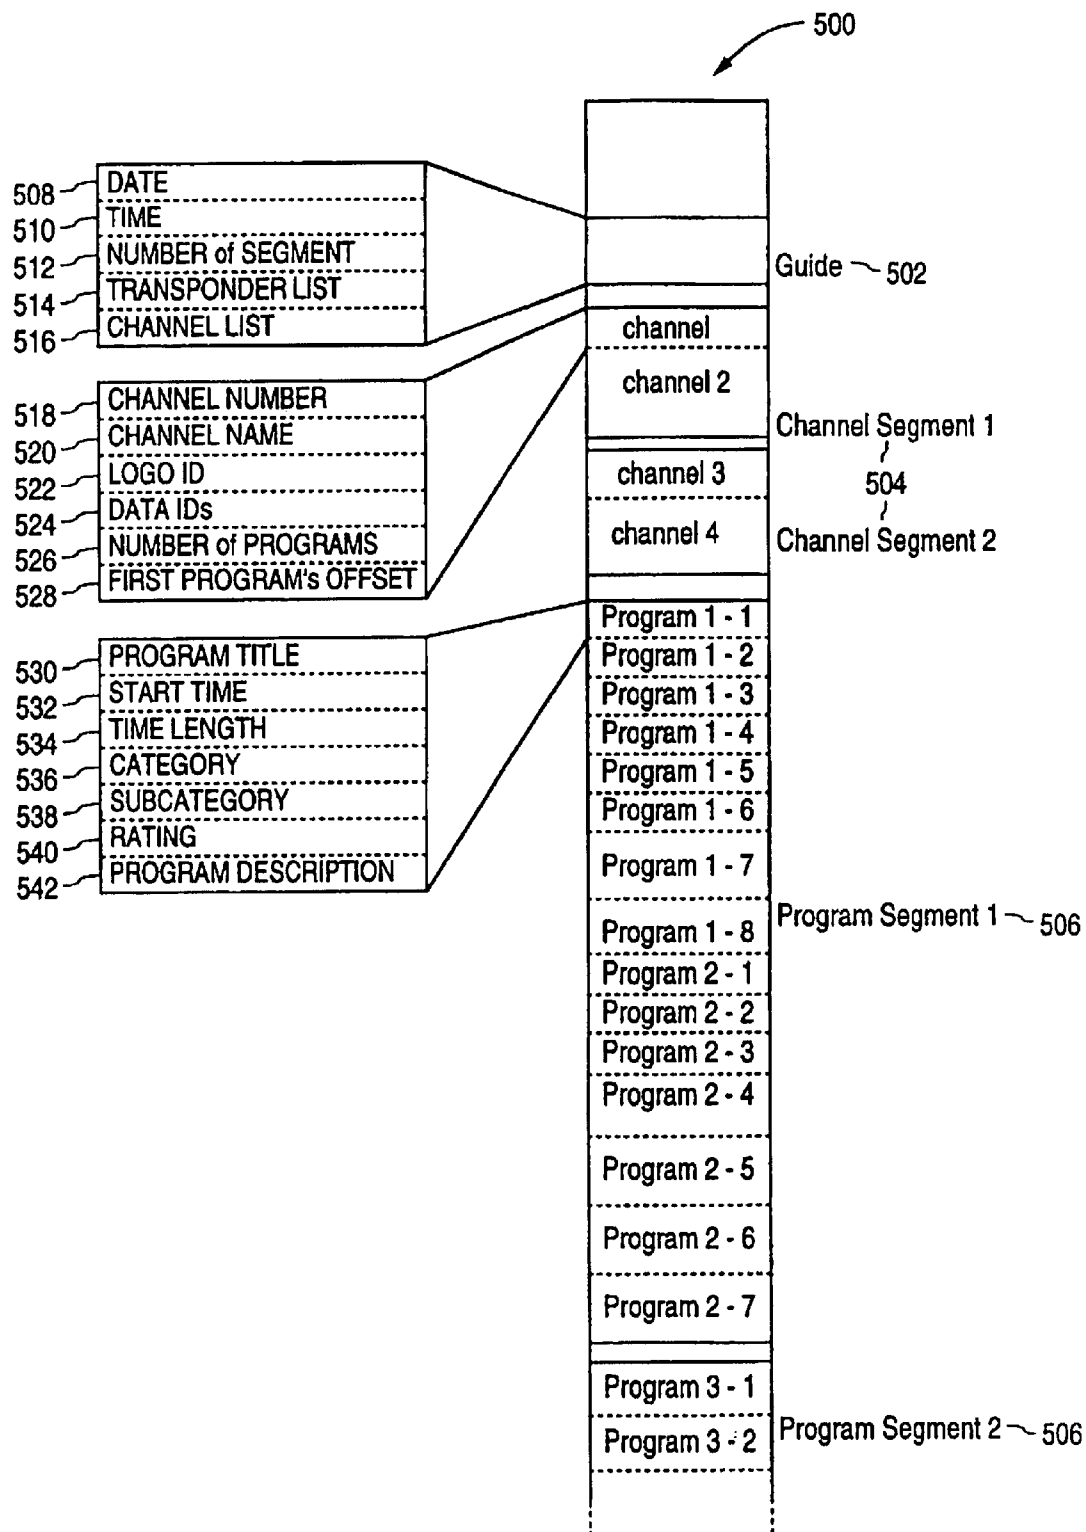 500
508 DATE
510 TIME
512 NUMBER of SEGMENT
514 TRANSPONDER LIST
516 CHANNEL LIST
Guide 502
518 CHANNEL NUMBER
520 CHANNEL NAME
522 LOGO ID
524 DATA IDs
526 NUMBER of PROGRAMS
528 FIRST PROGRAM's OFFSET
channel
channel 2
Channel Segment 1
channel 3
504
channel 4
Channel Segment 2
530 PROGRAM TITLE
532 START TIME
534 TIME LENGTH
536 CATEGORY
538 SUBCATEGORY
540 RATING
542 PROGRAM DESCRIPTION
Program 1 - 1
Program 1 - 2
Program 1 - 3
Program 1 - 4
Program 1 - 5
Program 1 - 6
Program 1 - 7
Program Segment 1 506
Program 1 - 8
Program 2 - 1
Program 2 - 2
Program 2 - 3
Program 2 - 4
Program 2 - 5
Program 2 - 6
Program 2 - 7
Program 3 - 1
Program Segment 2 506
Program 3 - 2